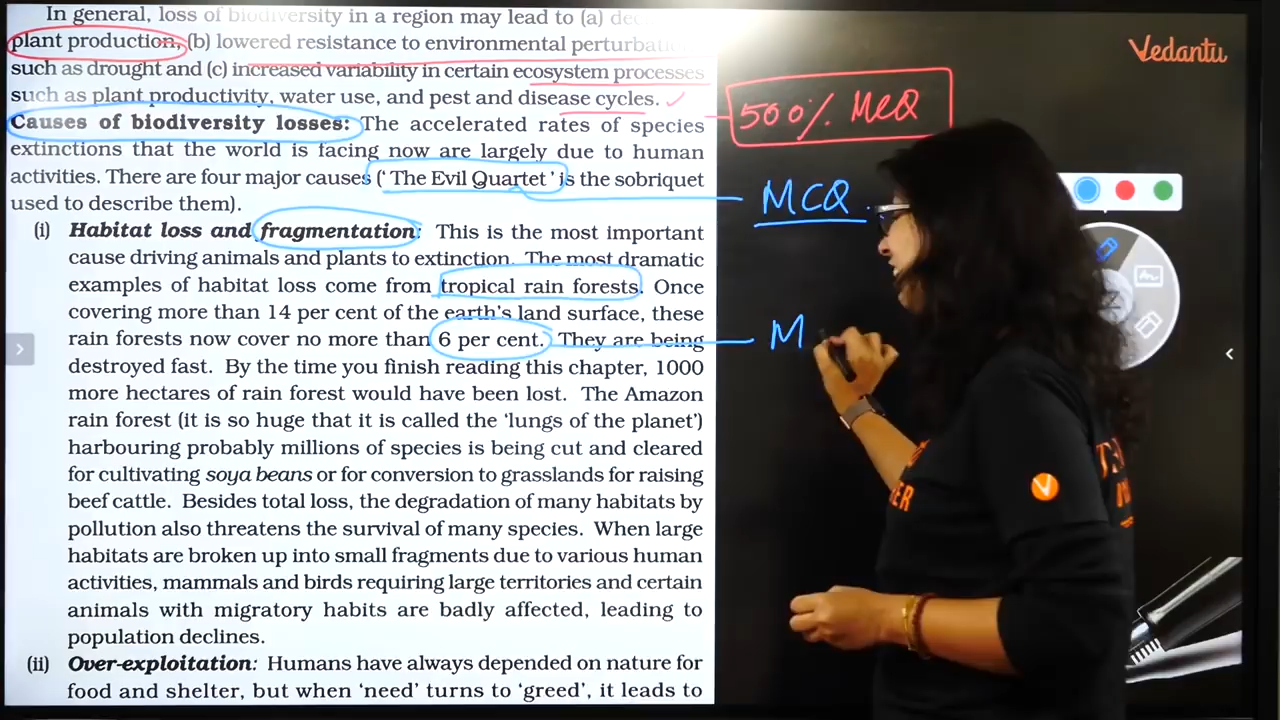 In general, loss of biodiversity in a region may lead to (a)
plant production, (b) lowered resistance to environmental
such as drought and (c) increased variability in certain ecosystem processes
such as plant productivity, water use, and pest and disease cycles.
Causes of biodiversity losses: The accelerated rates of species
extinctions that the world is facing now are largely due to human
activities. There are four major causes (‘ The Evil Quartet ’ is the sobriquet
used to describe them).
(i) Habitat loss and fragmentation: This is the most important
cause driving animals and plants to extinction. The most dramatic
examples of habitat loss come from tropical rain forests. Once
covering more than 14 per cent of the earth’s land surface, these
rain forests now cover no more than 6 per cent. They are being
destroyed fast. By the time you finish reading this chapter, 1000
more hectares of rain forest would have been lost. The Amazon
rain forest (it is so huge that it is called the ‘lungs of the planet’)
harbouring probably millions of species is being cut and cleared
for cultivating soya beans or for conversion to grasslands for raising
beef cattle. Besides total loss, the degradation of many habitats by
pollution also threatens the survival of many species. When large
habitats are broken up into small fragments due to various human
activities, mammals and birds requiring large territories and certain
animals with migratory habits are badly affected, leading to
population declines.
(ii) Over-exploitation: Humans have always depended on nature for
food and shelter, but when ‘need’ turns to ‘greed’, it leads to
Vedantu
500% MCQ
MCQ
M
V